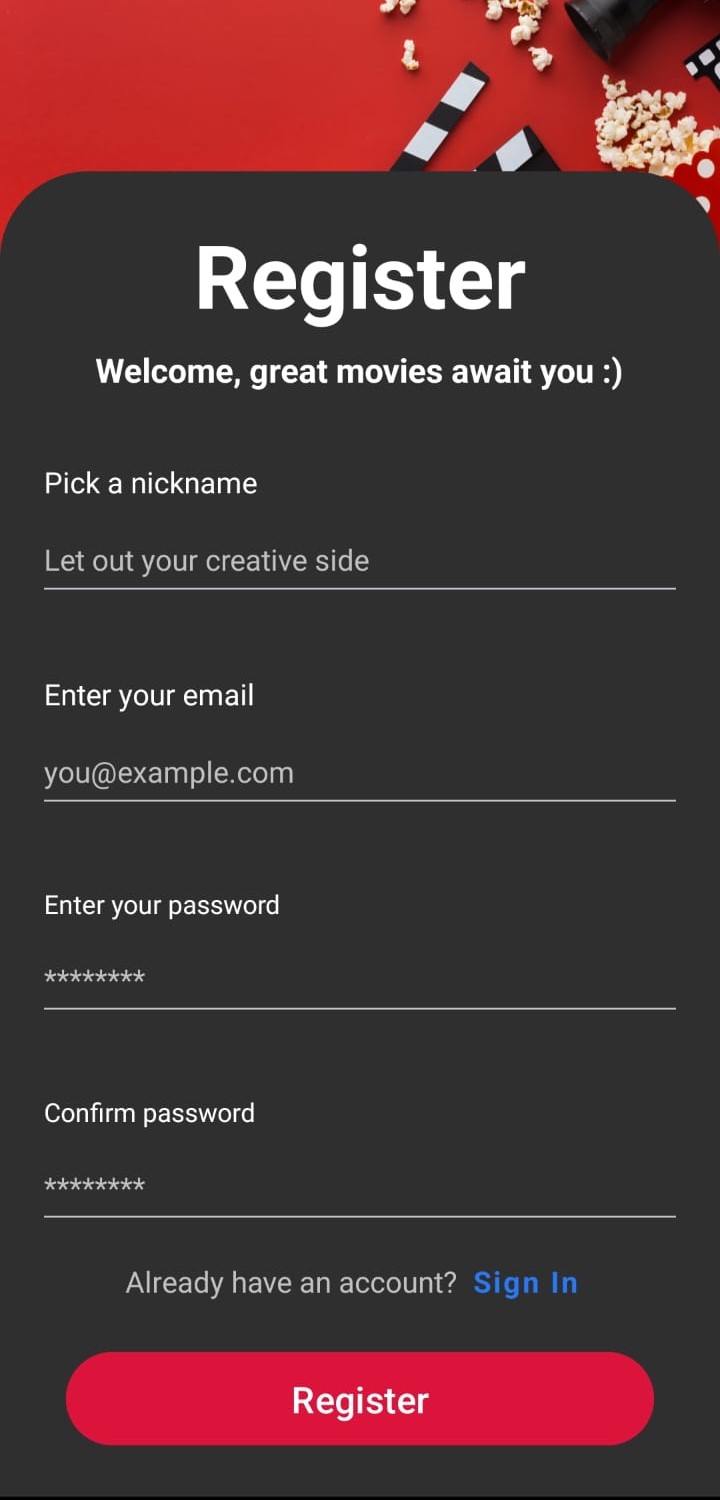 Register
Welcome, great movies await you :)
Pick a nickname
Let out your creative side
Enter your email
you@example.com
Enter your password
********
Confirm password
********
Already have an account? Sign In
Register